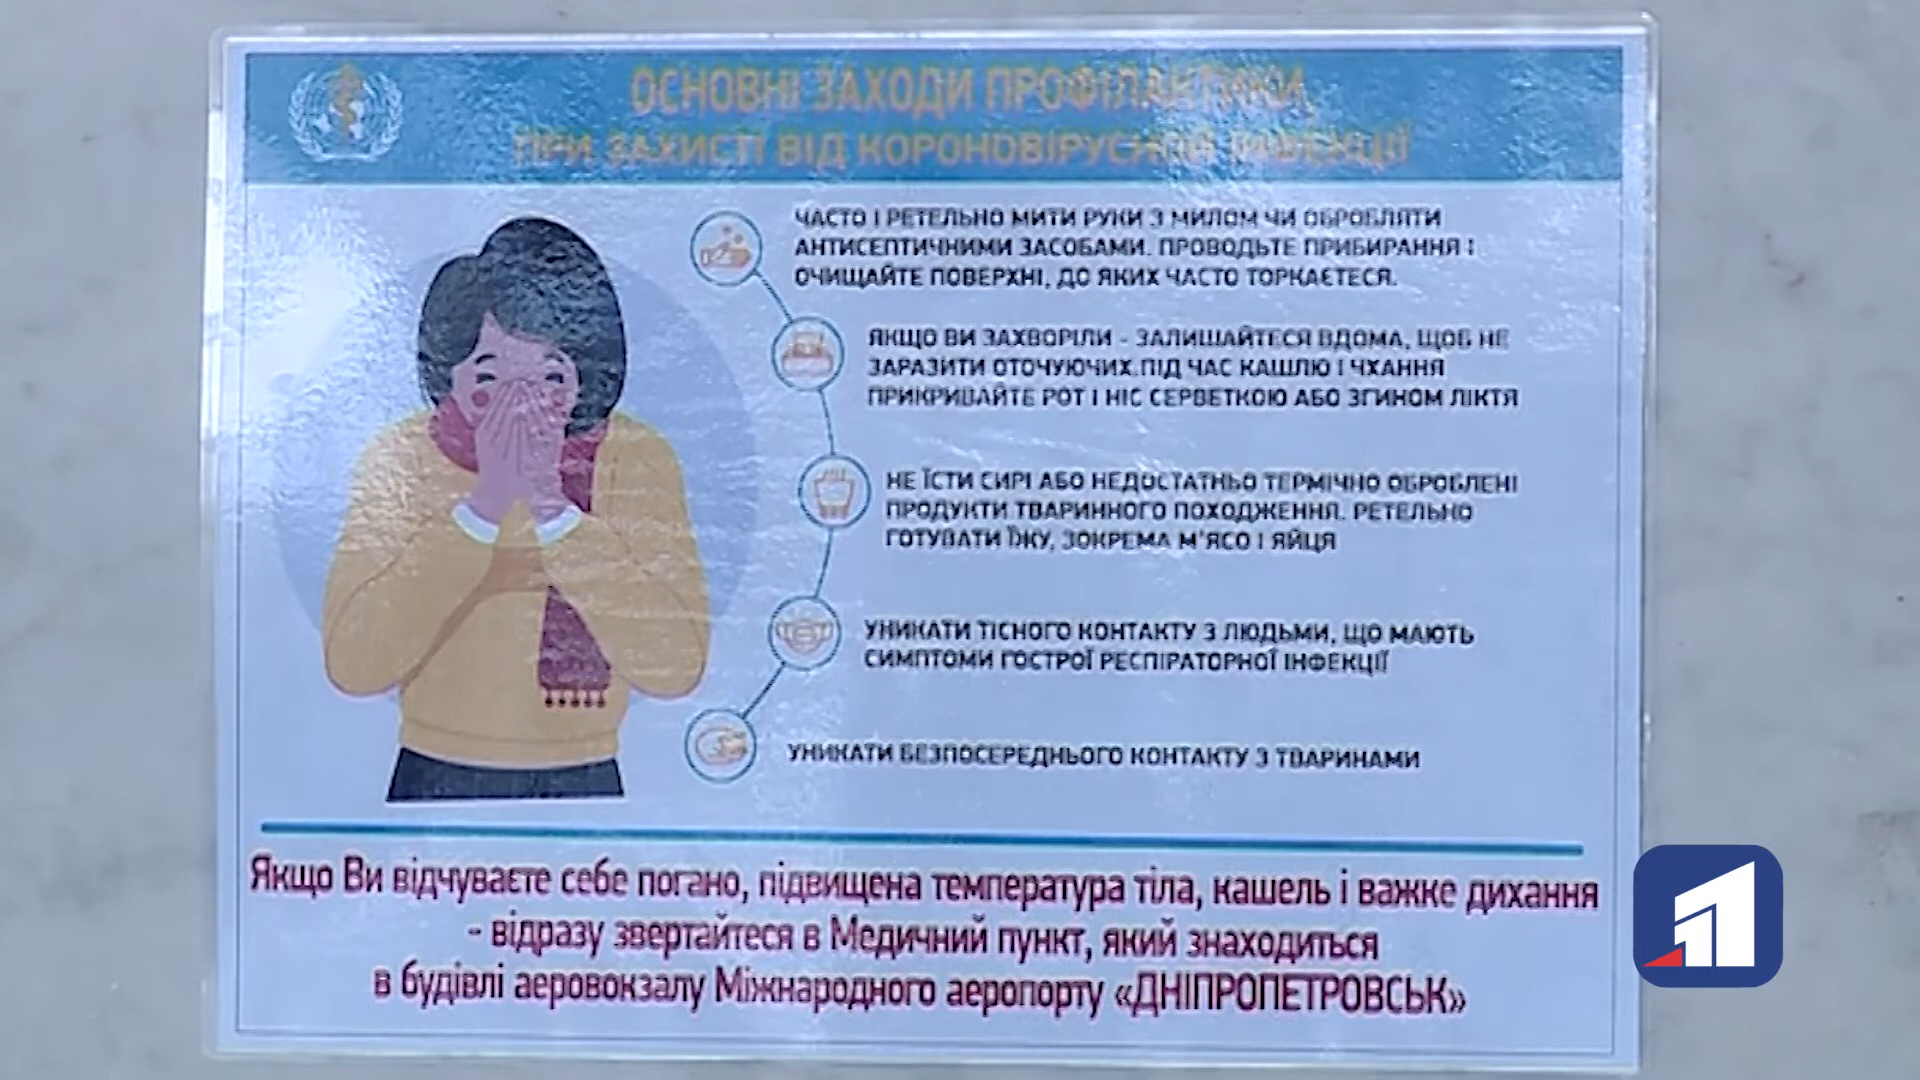 ОСНОВНІ ЗАХОДИ ПРОФІЛАКТИКИ
ПРИ ЗАХИСТІ ВІД КОРОНОВІРУСНОЇ ІНФЕКЦІЇ
ЧАСТО І РЕТЕЛЬНО МИТИ РУКИ З МИЛОМ ЧИ ОБРОБЛЯТИ
АНТИСЕПТИЧНИМИ ЗАСОБАМИ. ПРОВОДЬТЕ ПРИБИРАННЯ І
ОЧИЩАЙТЕ ПОВЕРХНІ, ДО ЯКИХ ЧАСТО ТОРКАЄТЕСЯ.
ЯКЩО ВИ ЗАХВОРІЛИ - ЗАЛИШАЙТЕСЯ ВДОМА, ЩОБ НЕ
ЗАРАЗИТИ ОТОЧУЮЧИХ.ПІД ЧАС КАШЛЮ І ЧХАННЯ
ПРИКРИВАЙТЕ РОТ І НІС СЕРВЕТКОЮ АБО ЗГИНОМ ЛІКТЯ
НЕ ЇСТИ СИРІ АБО НЕДОСТАТНЬО ТЕРМІЧНО ОБРОБЛЕНІ
ПРОДУКТИ ТВАРИННОГО ПОХОДЖЕННЯ. РЕТЕЛЬНО
ГОТУВАТИ ЇЖУ, ЗОКРЕМА М'ЯСО І ЯЙЦЯ
УНИКАТИ ТІСНОГО КОНТАКТУ З ЛЮДЬМИ, ЩО МАЮТЬ
СИМПТОМИ ГОСТРОЇ РЕСПІРАТОРНОЇ ІНФЕКЦІЇ
УНИКАТИ БЕЗПОСЕРЕДНЬОГО КОНТАКТУ З ТВАРИНАМИ
Якщо Ви відчуваєте себе погано, підвищена температура тіла, кашель і важке дихання
- відразу звертайтеся в Медичний пункт, який знаходиться
в будівлі аеровокзалу Міжнародного аеропорту «ДНІПРОПЕТРОВСЬК»